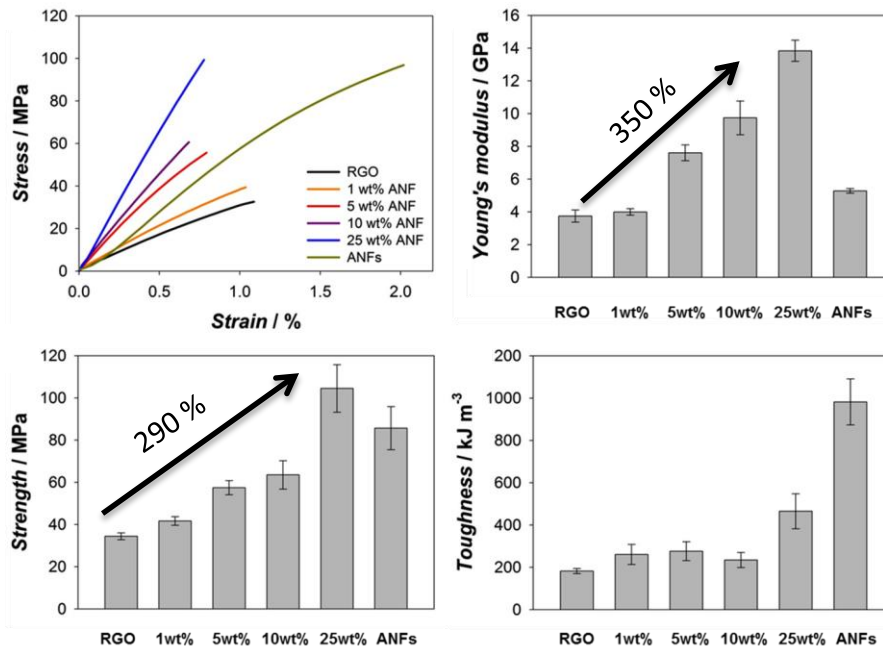 120
100
80
60
40
20
0
Stress / MPa
RGO
1 wt% ANF
5 wt% ANF
10 wt% ANF
25 wt% ANF
ANFs
0.0 0.5 1.0 1.5 2.0
Strain / %
16
14
12
10
8
6
4
2
0
Young's modulus / GPa
350 %
RGO 1wt% 5wt% 10wt% 25wt% ANFs
120
100
80
60
40
20
0
Strength / MPa
290 %
RGO 1wt% 5wt% 10wt% 25wt% ANFs
200
1000
800
600
400
200
0
Toughness / kJ m-3
RGO 1wt% 5wt% 10wt% 25wt% ANFs